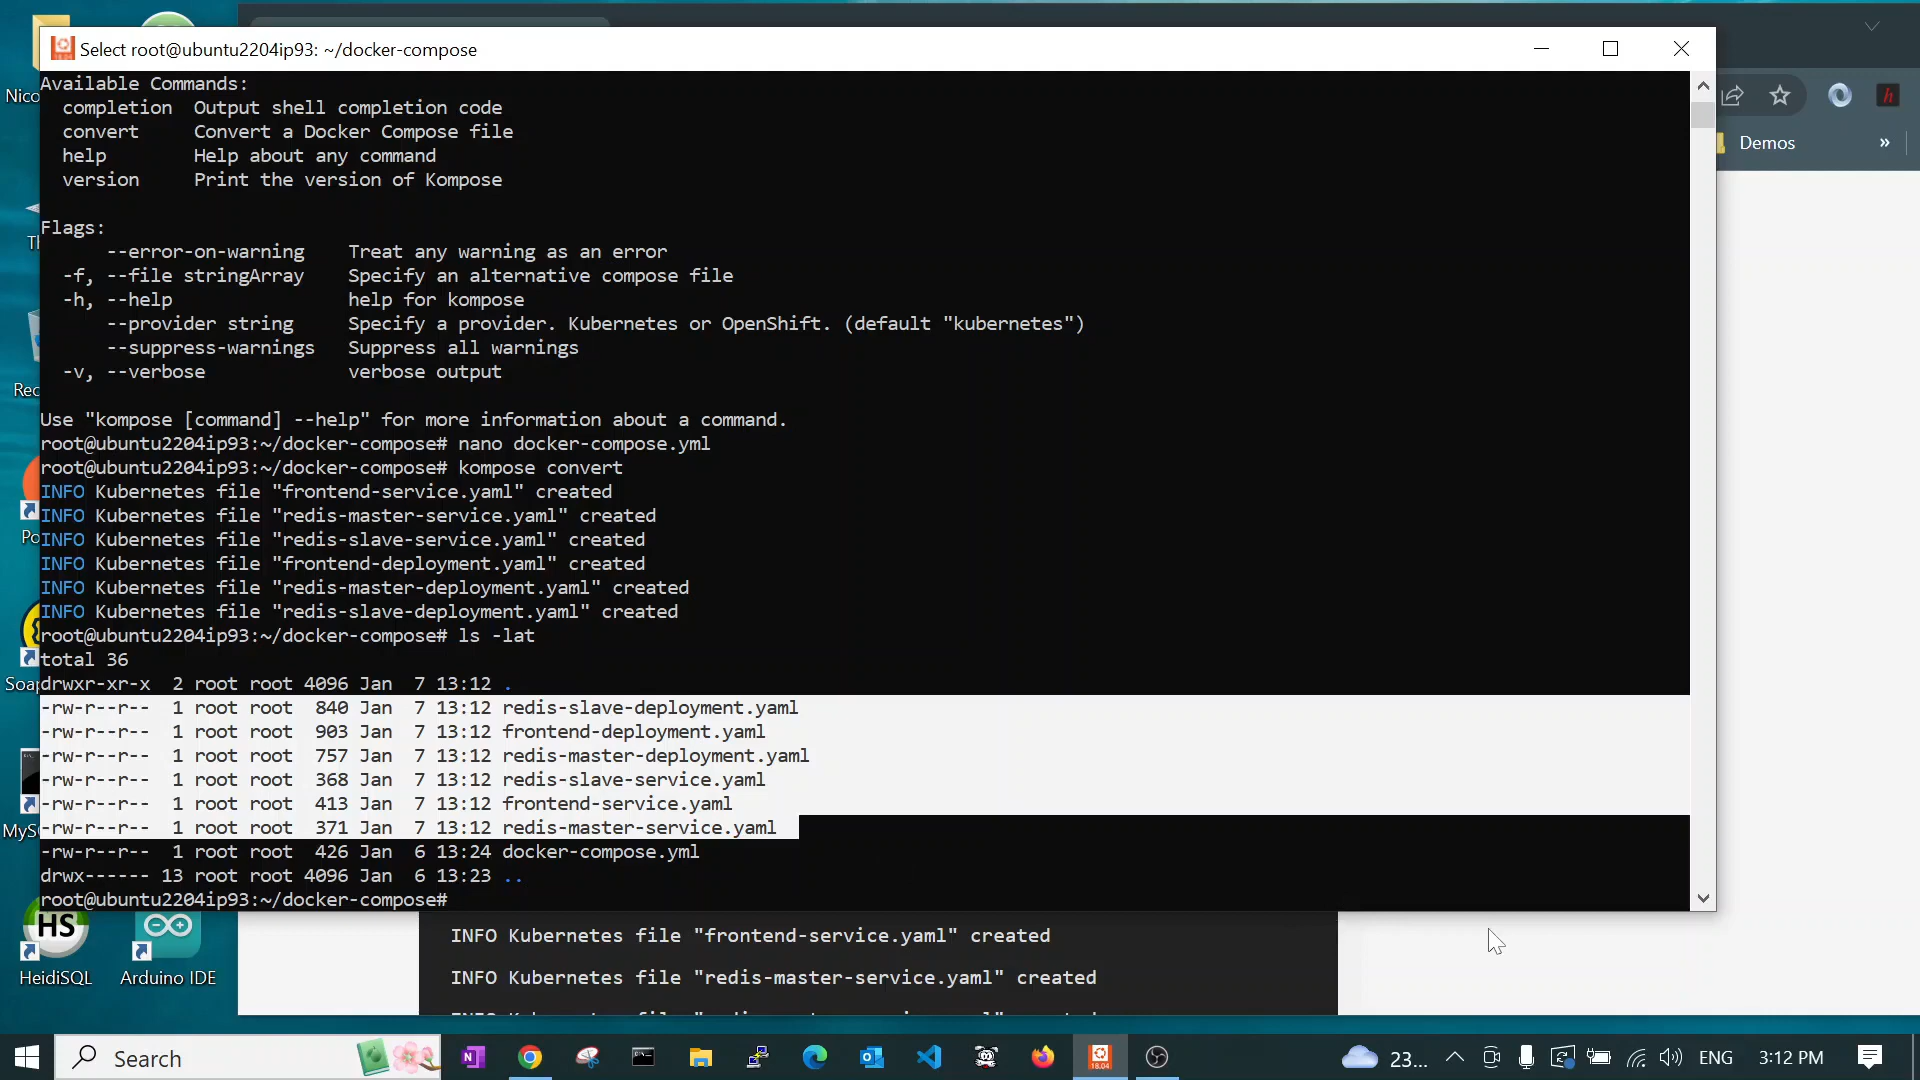 Select root@ubuntu2204ip93: ~/docker-compose
Available Commands:
completion  Output shell completion code
convert     Convert a Docker Compose file
help        Help about any command
version     Print the version of Kompose
Flags:
--error-on-warning    Treat any warning as an error
-f, --file stringArray    Specify an alternative compose file
-h, --help                help for kompose
--provider string     Specify a provider. Kubernetes or OpenShift. (default "kubernetes")
--suppress-warnings   Suppress all warnings
-v, --verbose             verbose output
Use "kompose [command] --help" for more information about a command.
root@ubuntu2204ip93:~/docker-compose# nano docker-compose.yml
root@ubuntu2204ip93:~/docker-compose# kompose convert
INFO Kubernetes file "frontend-service.yaml" created
INFO Kubernetes file "redis-master-service.yaml" created
INFO Kubernetes file "redis-slave-service.yaml" created
INFO Kubernetes file "frontend-deployment.yaml" created
INFO Kubernetes file "redis-master-deployment.yaml" created
INFO Kubernetes file "redis-slave-deployment.yaml" created
root@ubuntu2204ip93:~/docker-compose# ls -lat
total 36
drwxr-xr-x  2 root root 4096 Jan  7 13:12 .
-rw-r--r--  1 root root  840 Jan  7 13:12 redis-slave-deployment.yaml
-rw-r--r--  1 root root  903 Jan  7 13:12 frontend-deployment.yaml
-rw-r--r--  1 root root  757 Jan  7 13:12 redis-master-deployment.yaml
-rw-r--r--  1 root root  368 Jan  7 13:12 redis-slave-service.yaml
-rw-r--r--  1 root root  413 Jan  7 13:12 frontend-service.yaml
-rw-r--r--  1 root root  371 Jan  7 13:12 redis-master-service.yaml
-rw-r--r--  1 root root  426 Jan  6 13:24 docker-compose.yml
drwx------ 13 root root 4096 Jan  6 13:23 ..
root@ubuntu2204ip93:~/docker-compose#
Demos
»
INFO Kubernetes file "frontend-service.yaml" created
INFO Kubernetes file "redis-master-service.yaml" created
Nico
Th
Rec
Po
Soap
MySQ
HS
HeidiSQL
Arduino IDE
Search
18.04
23...
ENG
3:12 PM